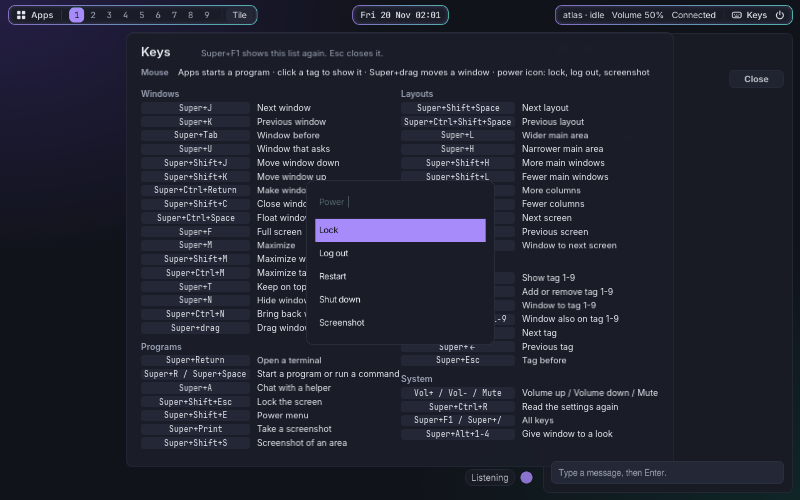 Apps 1 2 3 4 5 6 7 8 9 Tile
Fri 20 Nov 02:01
atlas · idle Volume 50% Connected Keys
Keys Super+F1 shows this list again. Esc closes it.
Mouse Apps starts a program · click a tag to show it · Super+drag moves a window · power icon: lock, log out, screenshot
Close
Windows
Super+J Next window
Super+K Previous window
Super+Tab Window before
Super+U Window that asks
Super+Shift+J Move window down
Super+Shift+K Move window up
Super+Ctrl+Return Make
Super+Shift+C Close
Super+Ctrl+Space Float
Super+F Full screen
Super+M Maximize
Super+Shift+M Maximize
Super+Ctrl+M Maximize
Super+T Keep on top
Super+N Hide
Super+Ctrl+N Bring back
Super+drag Drag
Programs
Super+Return Open a terminal
Super+R / Super+Space Start a program or run a command
Super+A Chat with a helper
Super+Shift+Esc Lock the screen
Super+Shift+E Power menu
Super+Print Take a screenshot
Super+Shift+S Screenshot of an area
Layouts
Super+Shift+Space Next layout
Super+Ctrl+Shift+Space Previous layout
Super+L Wider main area
Super+H Narrower main area
Super+Shift+H More main windows
Super+Shift+L Fewer main windows
More columns
Fewer columns
Next screen
Previous screen
Window to next screen
Show tag 1-9
Add or remove tag 1-9
Window to tag 1-9
1-9 Window also on tag 1-9
Next tag
Super+← Previous tag
Super+Esc Tag before
System
Vol+ / Vol- / Mute Volume up / Volume down / Mute
Super+Ctrl+R Read the settings again
Super+F1 / Super+/ All keys
Super+Alt+1-4 Give window to a look
Power
Lock
Log out
Restart
Shut down
Screenshot
Listening
Type a message, then Enter.